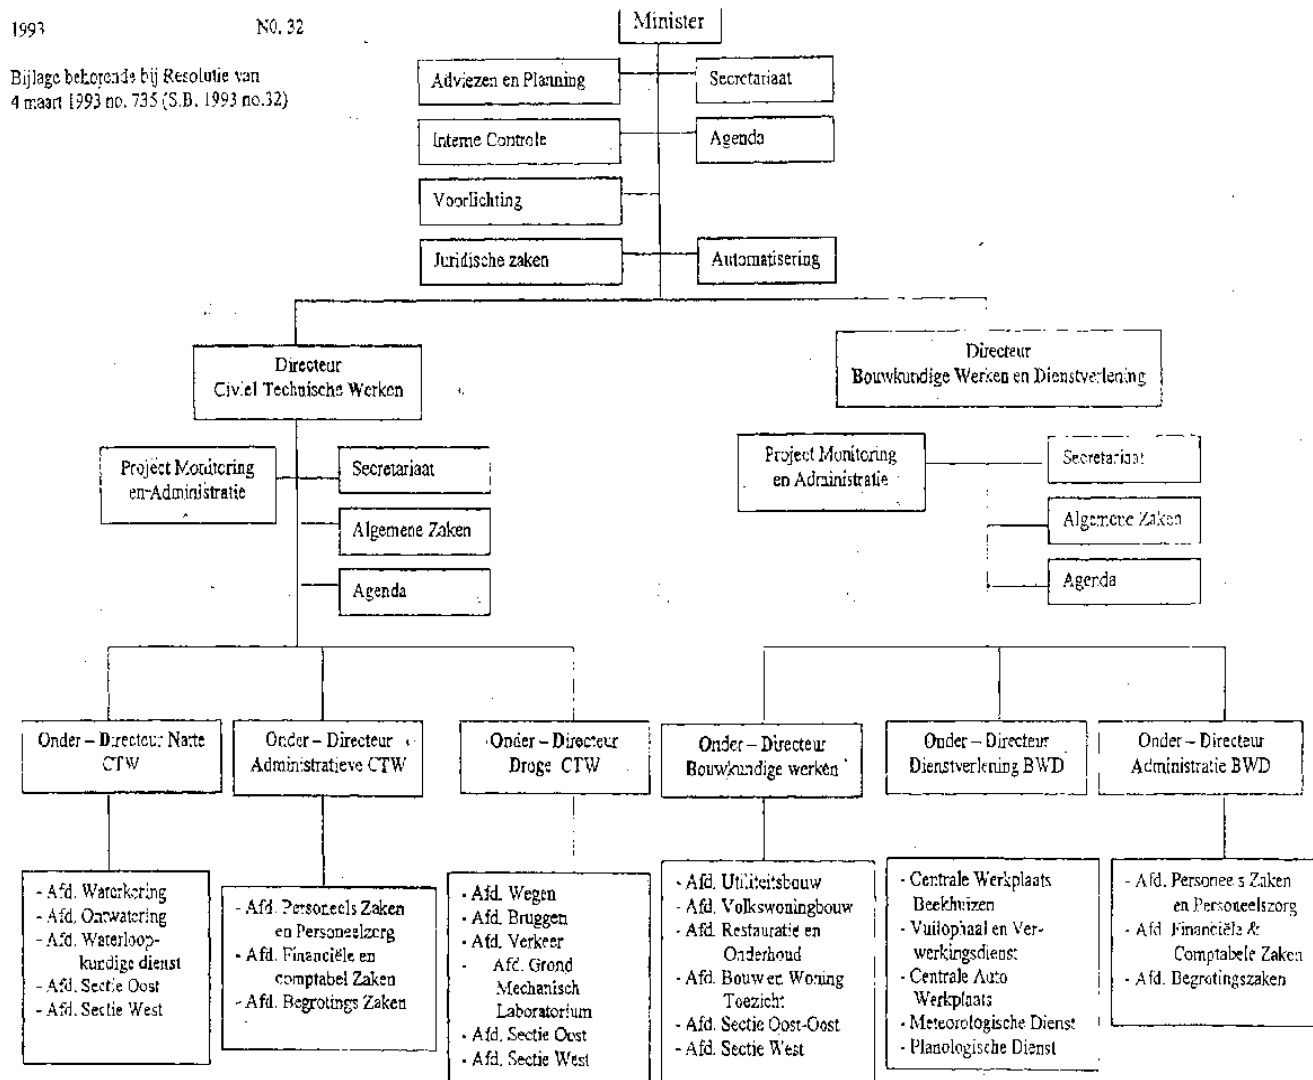 1993 N0. 32
Bijlage behorende bij Resolutie van
4 maart 1993 no. 735 (S.B. 1993 no.32)
Minister
Adviezen en Planning
Secretariaat
Interne Controle
Agenda
Voorlichting
Juridische zaken
Automatisering
Directeur
Civiel Technische Werken
Directeur
Bouwkundige Werken en Dienstverlening
Project Monitoring
en Administratie
Secretariaat
Algemene Zaken
Agenda
Project Monitoring
en Administratie
Secretariaat
Algemene Zaken
Agenda
Onder – Directeur Natte
CTW
Onder – Directeur
Administratieve CTW
Onder – Directeur
Droge CTW
Onder – Directeur
Bouwkundige werken
Onder – Directeur
Dienstverlening BWD
Onder – Directeur
Administratie BWD
- Afd. Waterkering
- Afd. Ontwatering
- Afd. Waterloop-
kundige dienst
- Afd. Sectie Oost
- Afd. Sectie West
- Afd. Personeels Zaken
en Personeelzorg
- Afd. Financiële en
comptabel Zaken
- Afd. Begrotings Zaken
- Afd. Wegen
- Afd. Bruggen
- Afd. Verkeer
- Afd. Grond
Mechanisch
Laboratorium
- Afd. Sectie Oost
- Afd. Sectie West
- Afd. Utiliteitsbouw
- Afd. Volkswoningbouw
- Afd. Restauratie en
Onderhoud
- Afd. Bouw en Woning
Toezicht
- Afd. Sectie Oost-Oost
- Afd. Sectie West
- Centrale Werkplaats
Beekhuizen
- Vuilophaal en Ver-
werkingsdienst
- Centrale Auto
Werkplaats
- Meteorologische Dienst
- Planologische Dienst
- Afd. Personeels Zaken
en Personeelszorg
- Afd Financiële &
Comptabele Zaken
- Afd. Begrotingszaken